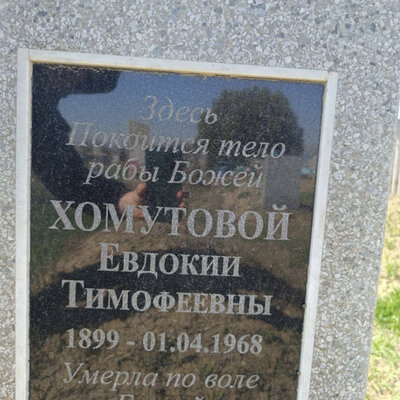 Здесь
Покоится тело
рабы Божей
ХОМУТОВОЙ
Евдокии
Тимофеевны
1899 - 01.04.1968
Умерла по воле